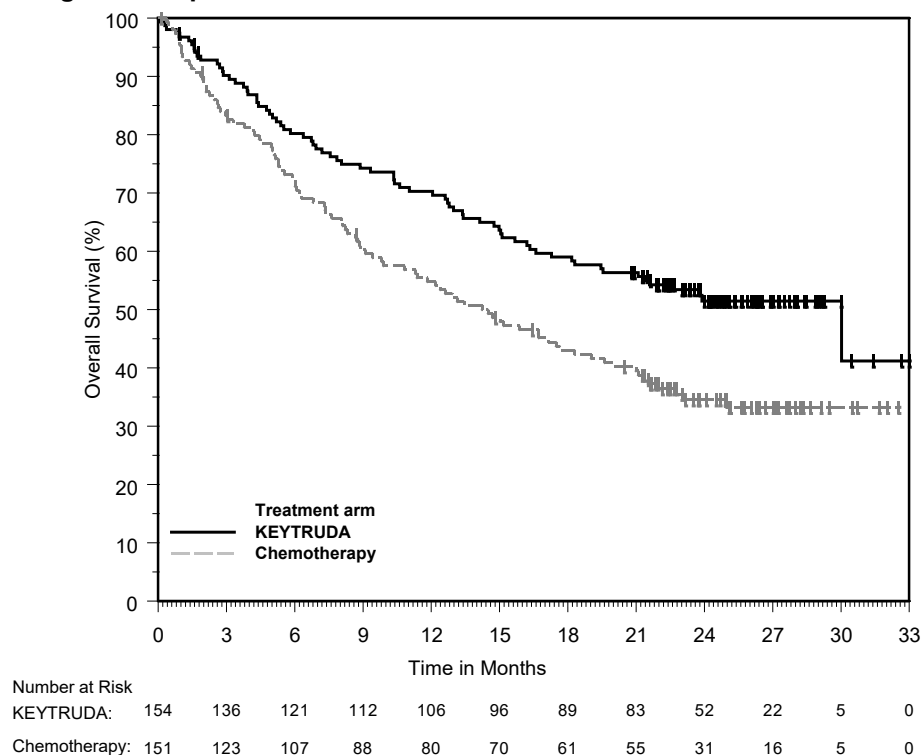 100
90
80
70
60
50
40
30
20
10
0
Overall Survival (%)
Treatment arm
KEYTRUDA
Chemotherapy
0 3 6 9 12 15 18 21 24 27 30 33
Time in Months
Number at Risk
KEYTRUDA: 154 136 121 112 106 96 89 83 52 22 5 0
Chemotherapy: 151 123 107 88 80 70 61 55 31 16 5 0